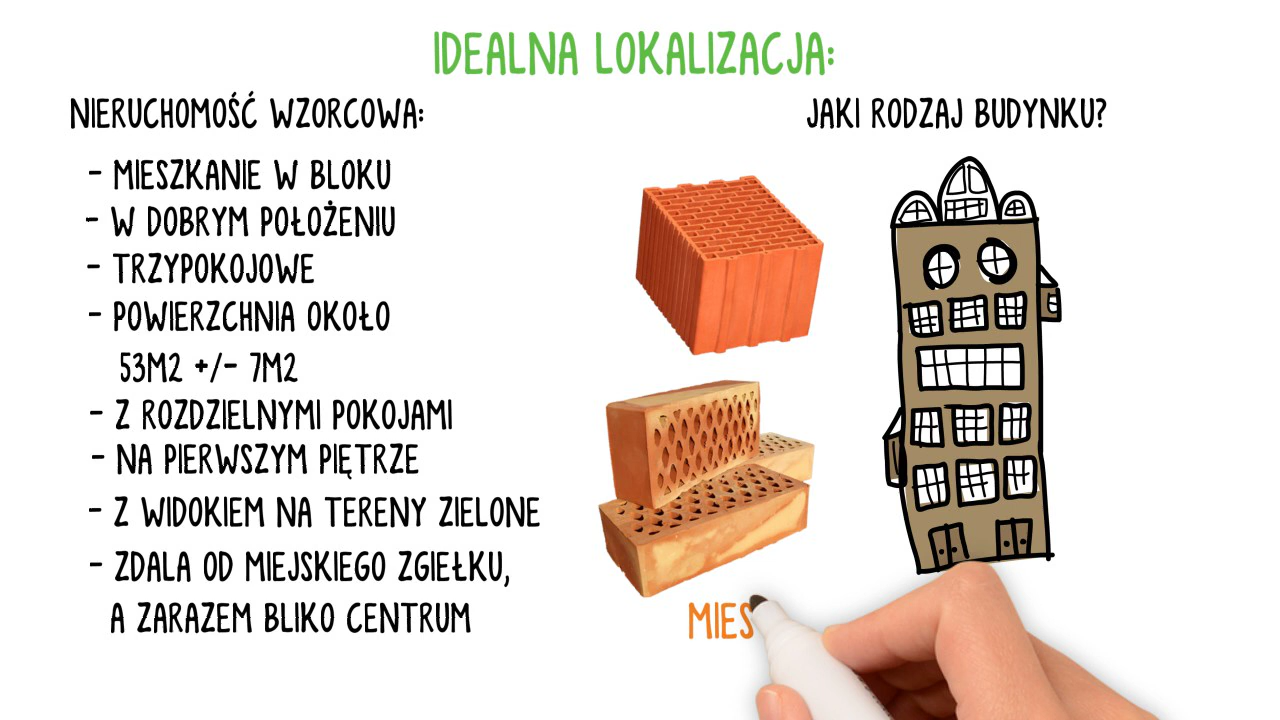 IDEALNA LOKALIZACJA:
NIERUCHOMOŚĆ WZORCOWA:
- MIESZKANIE W BLOKU
- W DOBRYM POŁOŻENIU
- TRZYPOKOJOWE
- POWIERZCHNIA OKOŁO
53M2 +/- 7M2
- Z ROZDZIELNYMI POKOJAMI
- NA PIERWSZYM PIĘTRZE
- Z WIDOKIEM NA TERENY ZIELONE
- ZDALA OD MIEJSKIEGO ZGIEŁKU,
A ZARAZEM BLIKO CENTRUM
JAKI RODZAJ BUDYNKU?
MIES